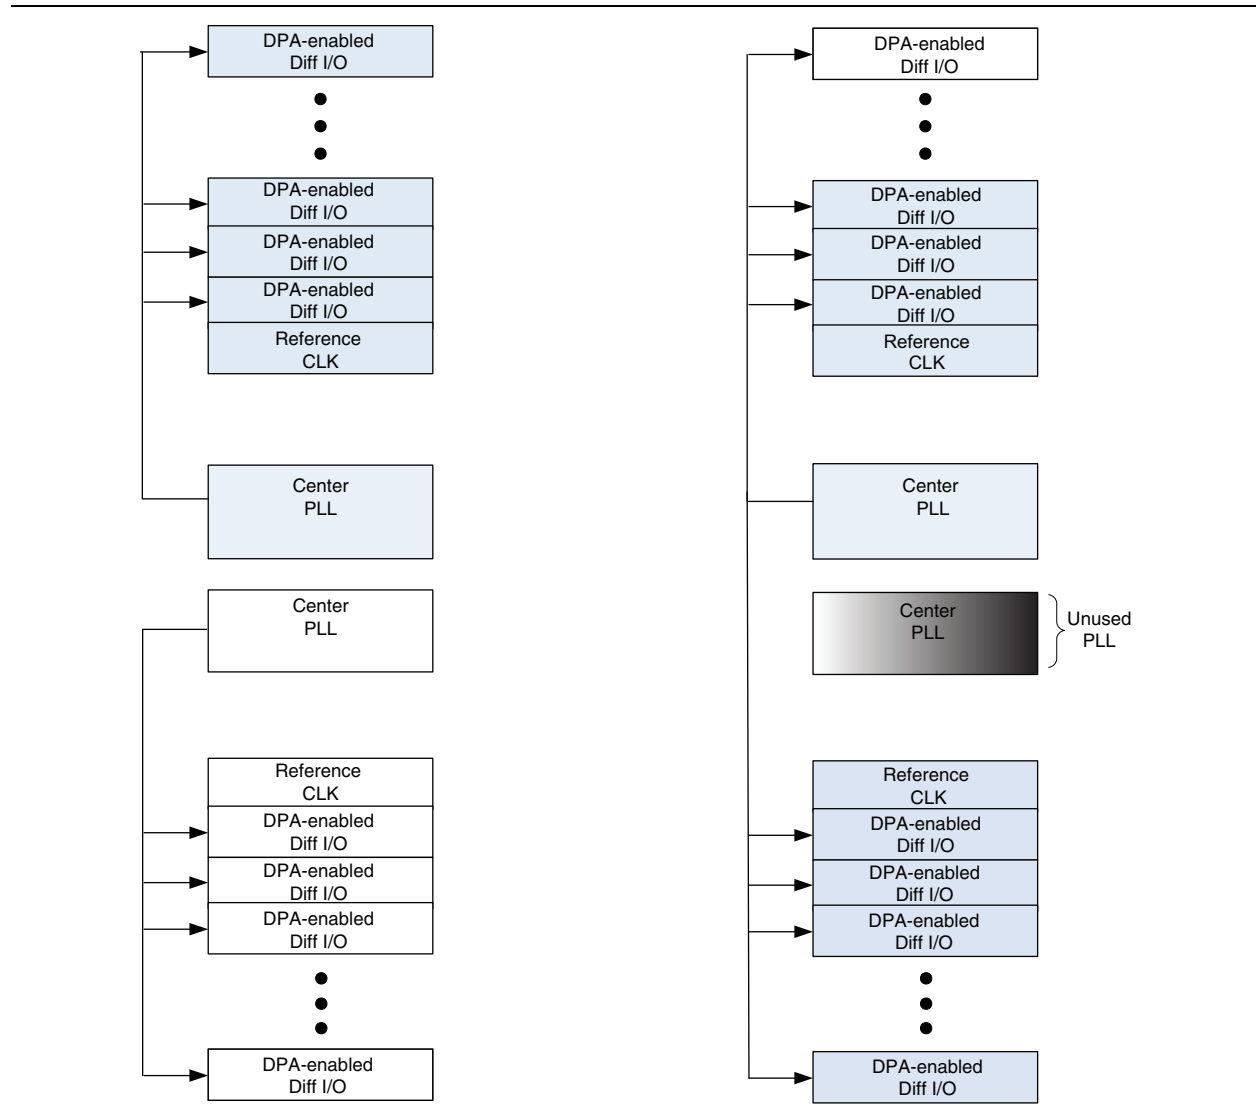 DPA-enabled
Diff I/O
DPA-enabled
Diff I/O
DPA-enabled
Diff I/O
DPA-enabled
Diff I/O
Reference
CLK
Center
PLL
Center
PLL
Reference
CLK
DPA-enabled
Diff I/O
DPA-enabled
Diff I/O
DPA-enabled
Diff I/O
DPA-enabled
Diff I/O
DPA-enabled
Diff I/O
DPA-enabled
Diff I/O
DPA-enabled
Diff I/O
DPA-enabled
Diff I/O
Reference
CLK
Center
PLL
Center
PLL
Unused
PLL
Reference
CLK
DPA-enabled
Diff I/O
DPA-enabled
Diff I/O
DPA-enabled
Diff I/O
DPA-enabled
Diff I/O